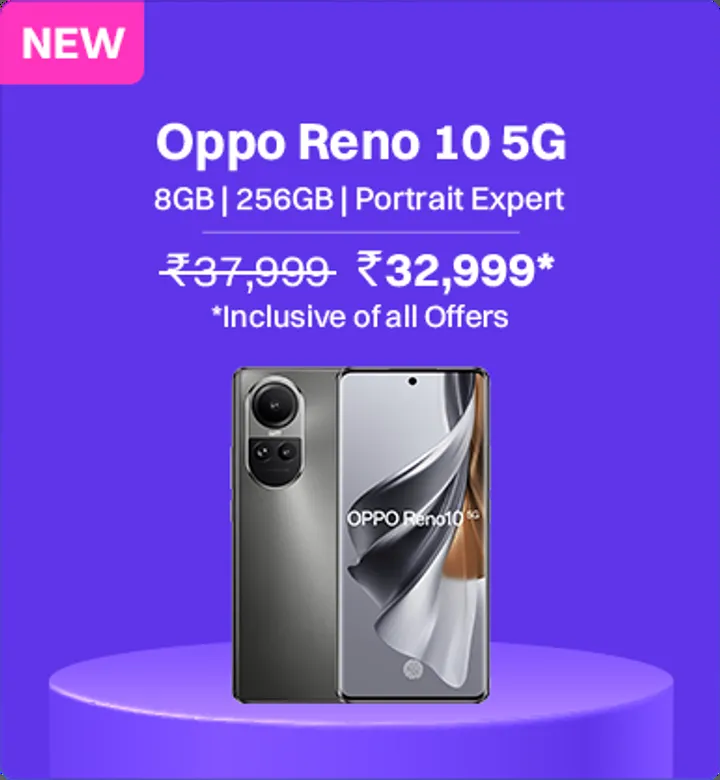 NEW
Oppo Reno 10 5G
8GB | 256GB | Portrait Expert
₹37,999 ₹32,999*
*Inclusive of all Offers
OPPO Reno10 5G